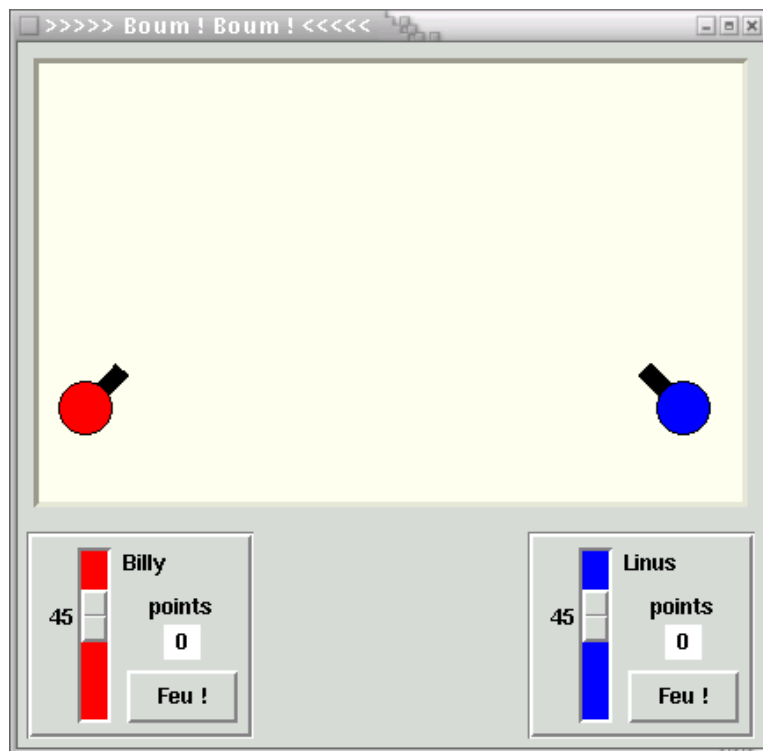 >>>>> Boum ! Boum ! <<<<<
Billy
45
points
0
Feu !
Linus
45
points
0
Feu !